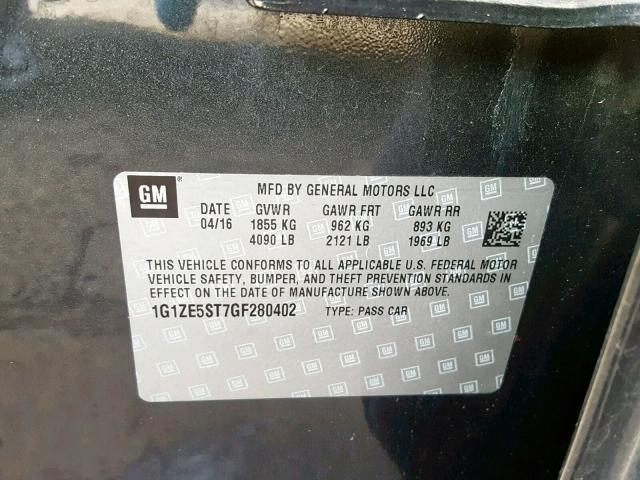 GM ®
MFD BY GENERAL MOTORS LLC
DATE GVWR GAWR FRT GAWR RR
04/16 1855 KG 962 KG 893 KG
4090 LB 2121 LB 1969 LB
THIS VEHICLE CONFORMS TO ALL APPLICABLE U.S. FEDERAL MOTOR
VEHICLE SAFETY, BUMPER, AND THEFT PREVENTION STANDARDS
IN EFFECT ON THE DATE OF MANUFACTURE SHOWN ABOVE.
1G1ZE5ST7GF280402 TYPE: PASS CAR